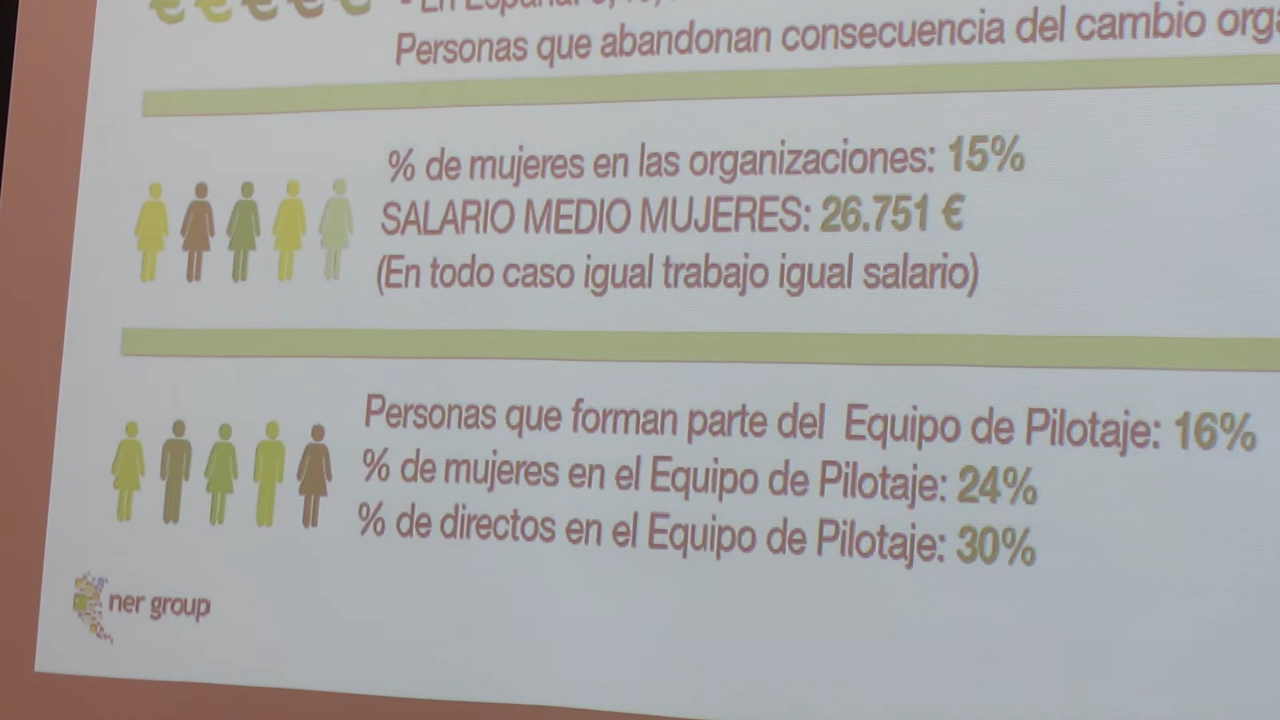 € € € € € - En España:
Personas que abandonan consecuencia del cambio
% de mujeres en las organizaciones: 15%
SALARIO MEDIO MUJERES: 26.751 €
(En todo caso igual trabajo igual salario)
Personas que forman parte del Equipo de Pilotaje: 16%
% de mujeres en el Equipo de Pilotaje: 24%
% de directos en el Equipo de Pilotaje: 30%
ner group